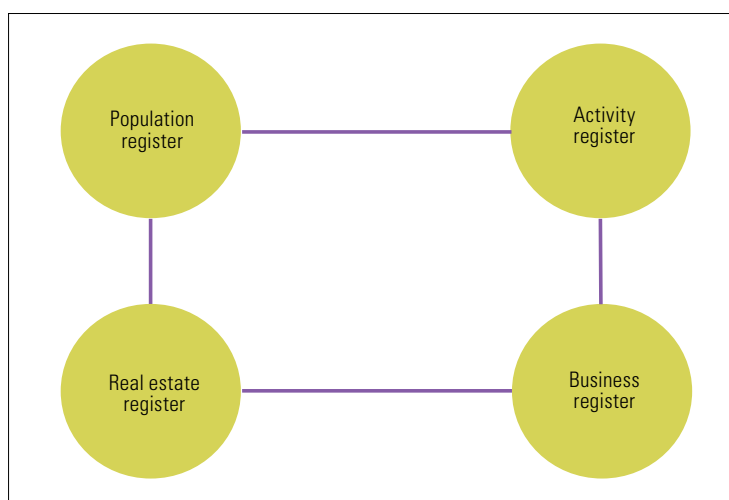 Population
register
Activity
register
Real estate
register
Business
register